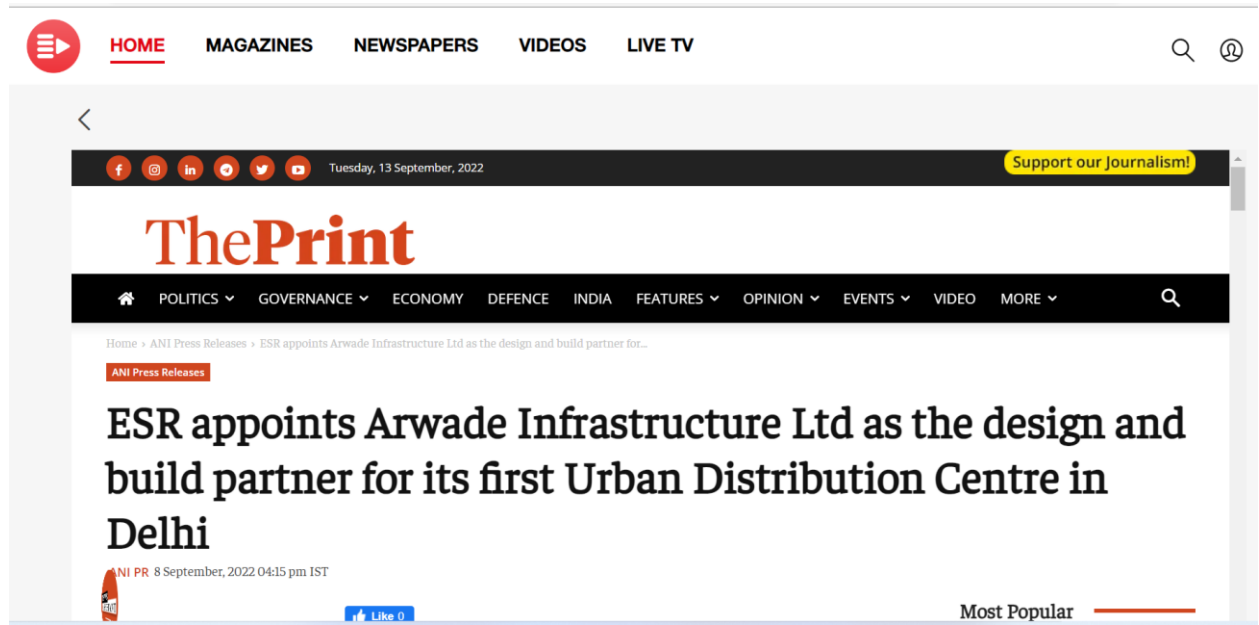 HOME MAGAZINES NEWSPAPERS VIDEOS LIVE TV
Tuesday, 13 September, 2022 Support our Journalism!
ThePrint
POLITICS GOVERNANCE ECONOMY DEFENCE INDIA FEATURES OPINION EVENTS VIDEO MORE
Home › ANI Press Releases › ESR appoints Arwade Infrastructure Ltd as the design and build partner for...
ANI Press Releases
ESR appoints Arwade Infrastructure Ltd as the design and
build partner for its first Urban Distribution Centre in
Delhi
ANI PR 8 September, 2022 04:15 pm IST
Like 0
Most Popular